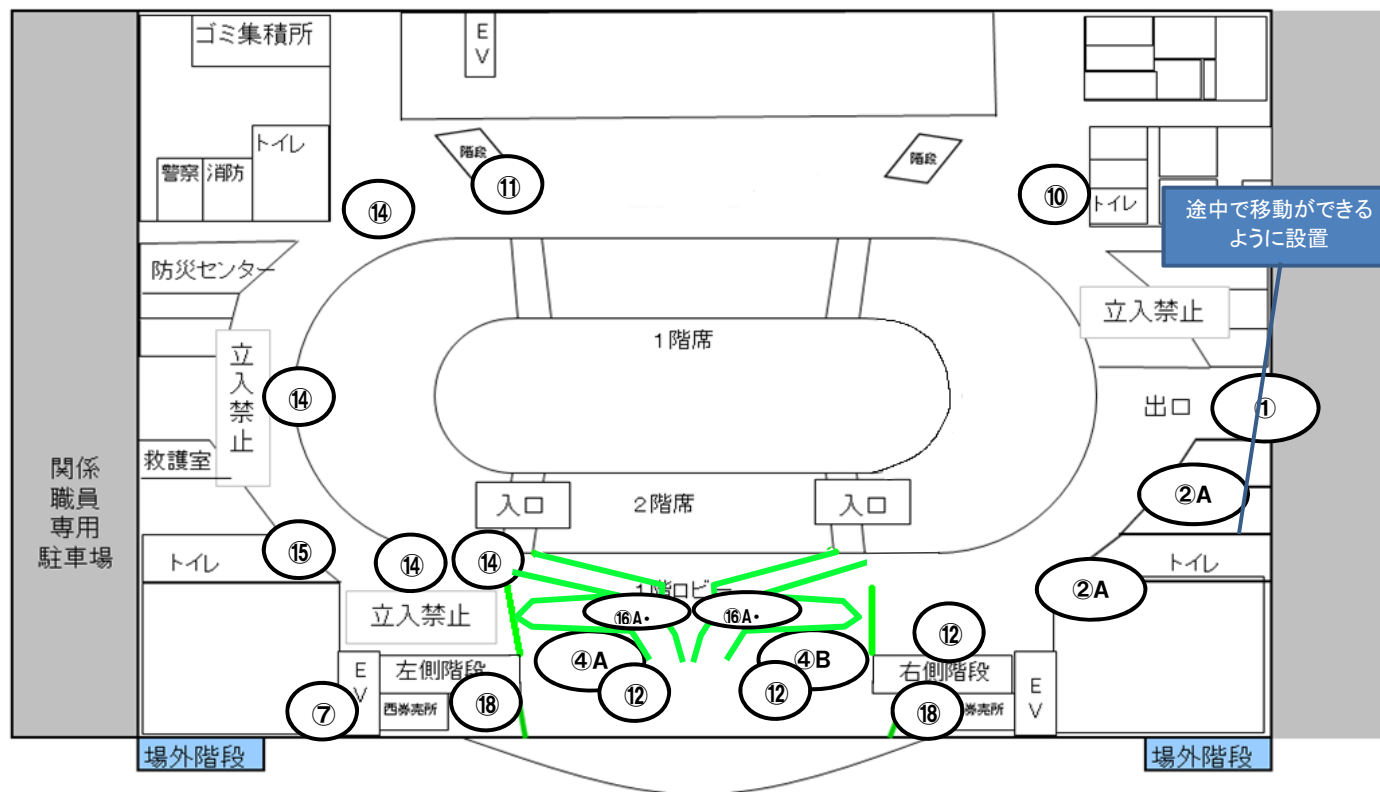 ゴミ集積所
E
V
トイレ
警察
消防
階段
⑪
階段
⑩
トイレ
⑭
途中で移動ができる
ように設置
防災センター
立入禁止
1階席
立
入
禁
止
⑭
出口
①
救護室
関係
職員
専用
駐車場
入口
2階席
入口
②A
⑮
トイレ
⑭
⑭
1階ロビー
トイレ
②A
立入禁止
⑯A・
⑯A・
⑫
④A
④B
E
V
左側階段
⑫
⑫
右側階段
E
V
⑦
西券売所
⑱
⑱
券売所
場外階段
場外階段